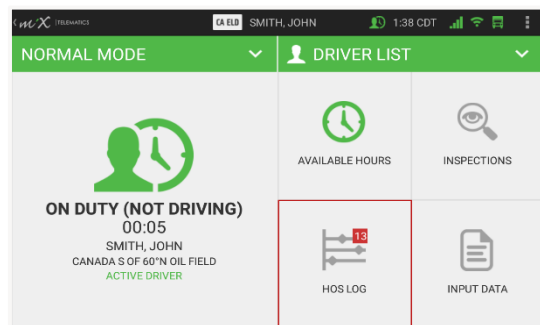 mix TELEMATICS CA ELD SMITH, JOHN 1:38 CDT
NORMAL MODE
DRIVER LIST
AVAILABLE HOURS
INSPECTIONS
ON DUTY (NOT DRIVING)
00:05
SMITH, JOHN
CANADA S OF 60°N OIL FIELD
ACTIVE DRIVER
13
HOS LOG
INPUT DATA